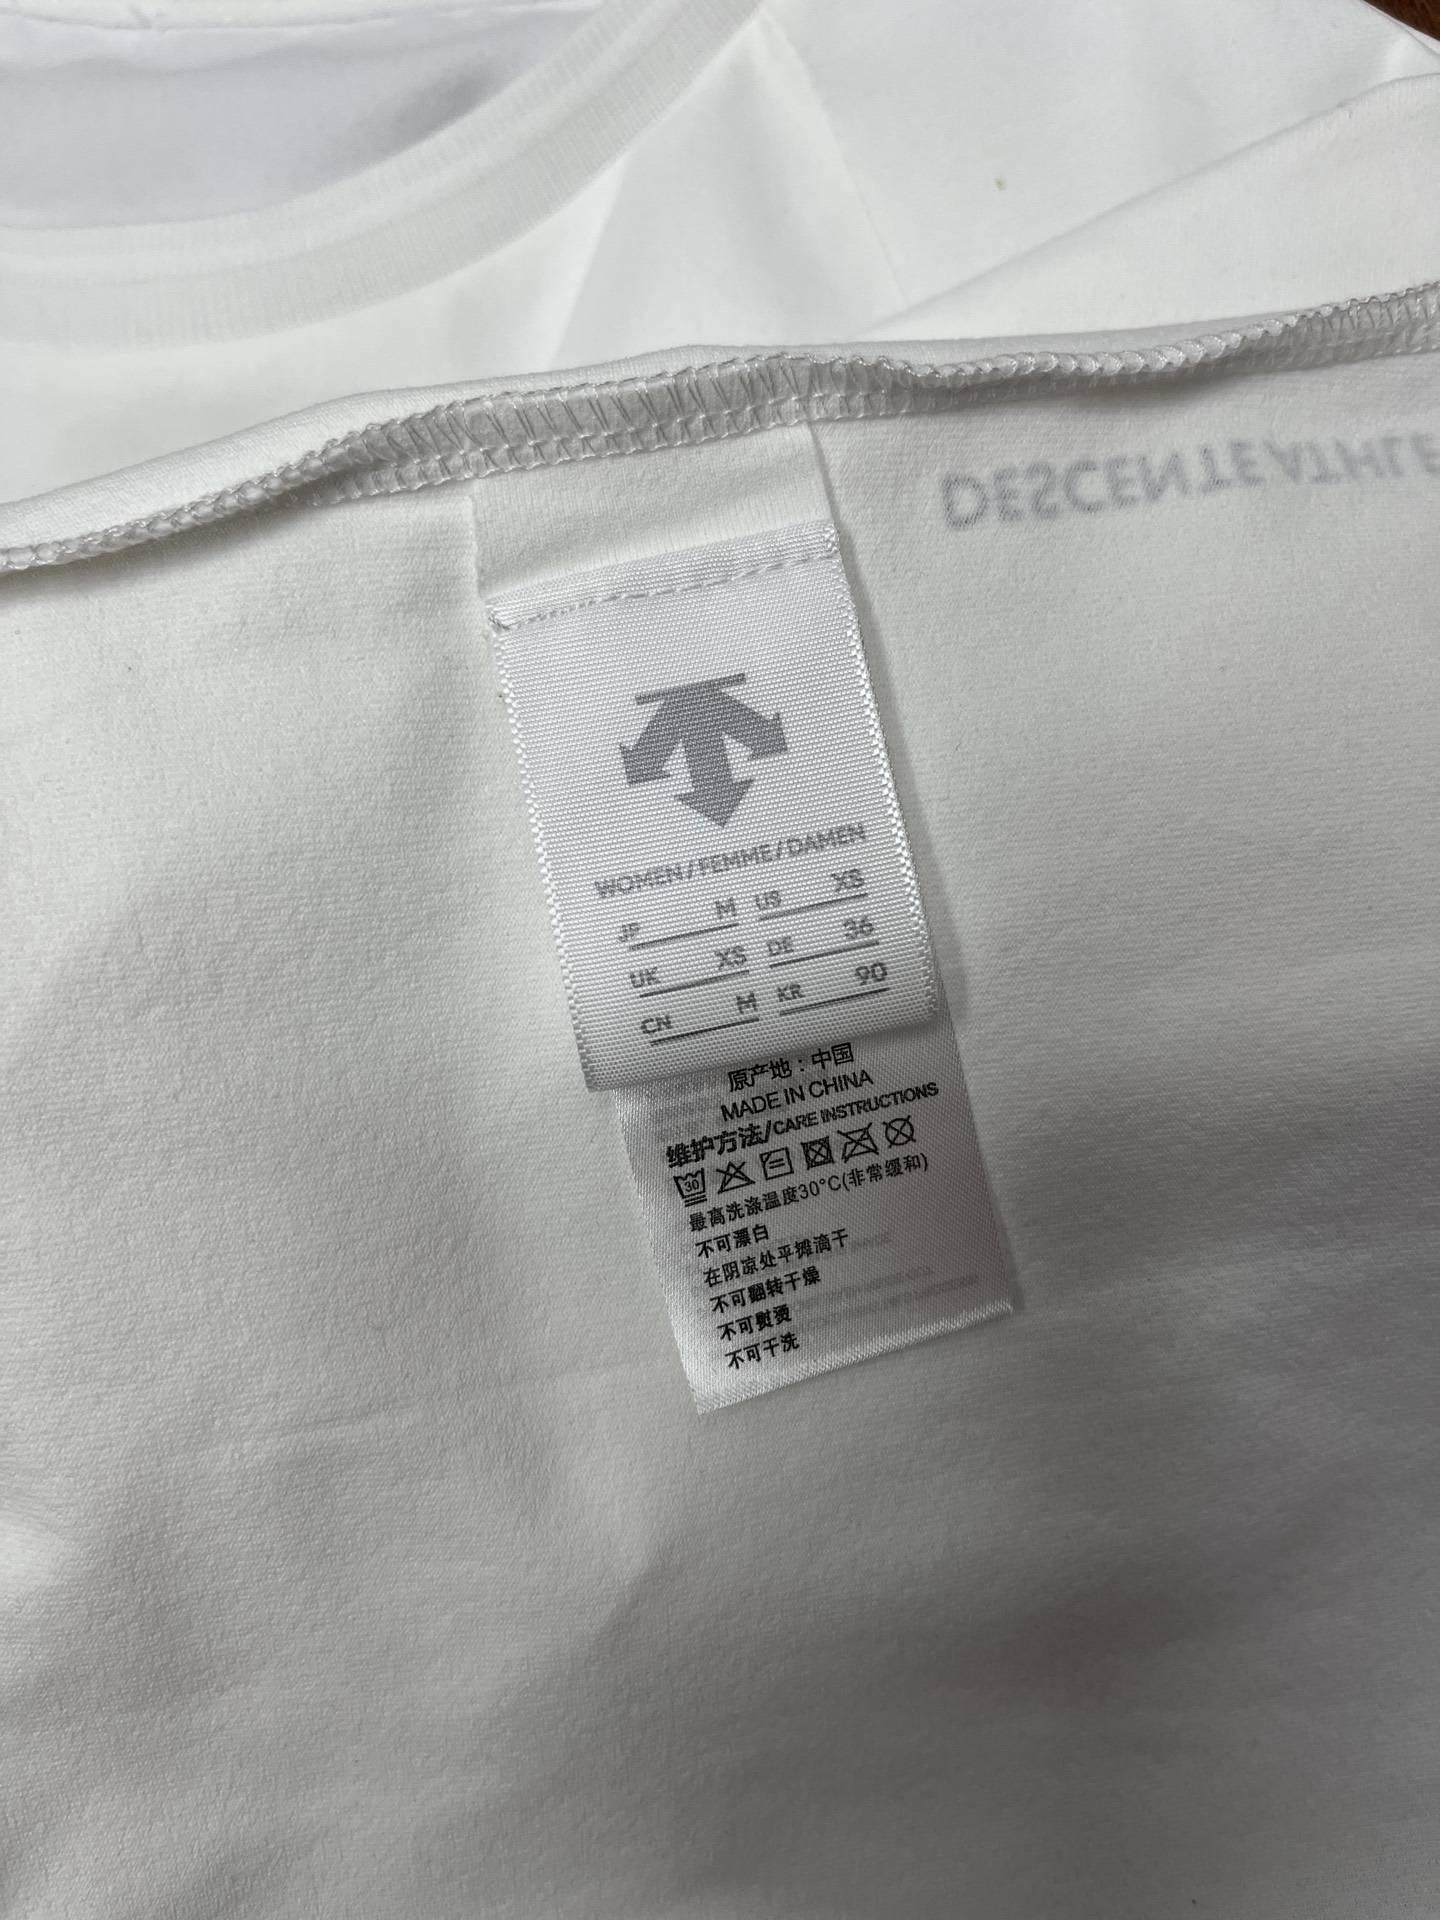 DESCENTE ATHLE
WOMEN/FEMME/DAMEN
JP M US XS
UK XS DE 36
CN M KR 90
原产地：中国
MADE IN CHINA
维护方法/CARE INSTRUCTIONS
30
最高洗涤温度30°C(非常缓和)
不可漂白
在阴凉处平摊滴干
不可翻转干燥
不可熨烫
不可干洗